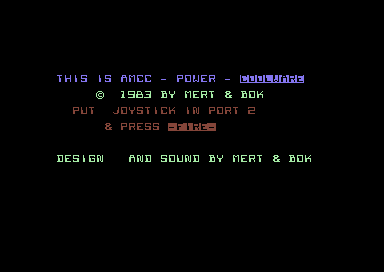 THIS IS AMCC - POWER - COOLWARE
© 1983 BY MERT & BOK
PUT JOYSTICK IN PORT 2
& PRESS -FIRE-
DESIGN AND SOUND BY MERT & BOK